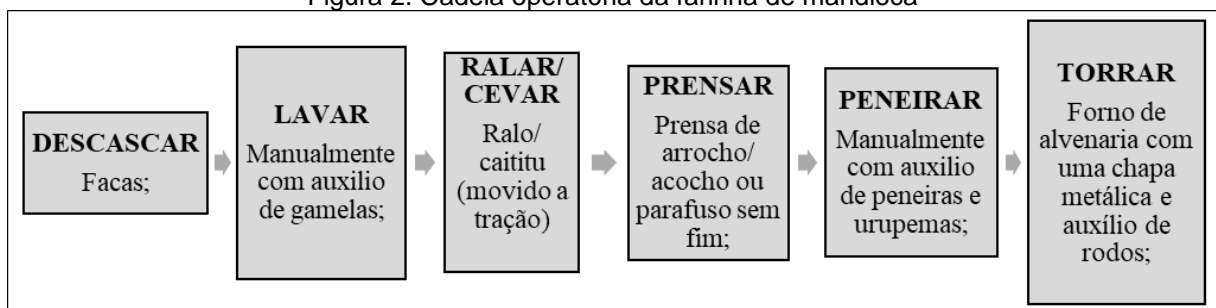 Figura 2. Cadeia operatória da farinha de mandioca
DESCASCAR
Facas;
LAVAR
Manualmente
com auxilio
de gamelas;
RALAR/
CEVAR
Ralo/
caititu
(movido a
tração)
PRENSAR
Prensa de
arrocho/
acocho ou
parafuso sem
fim;
PENEIRAR
Manualmente
com auxilio
de peneiras e
urupemas;
TORRAR
Forno de
alvenaria com
uma chapa
metálica e
auxílio de
rodos;